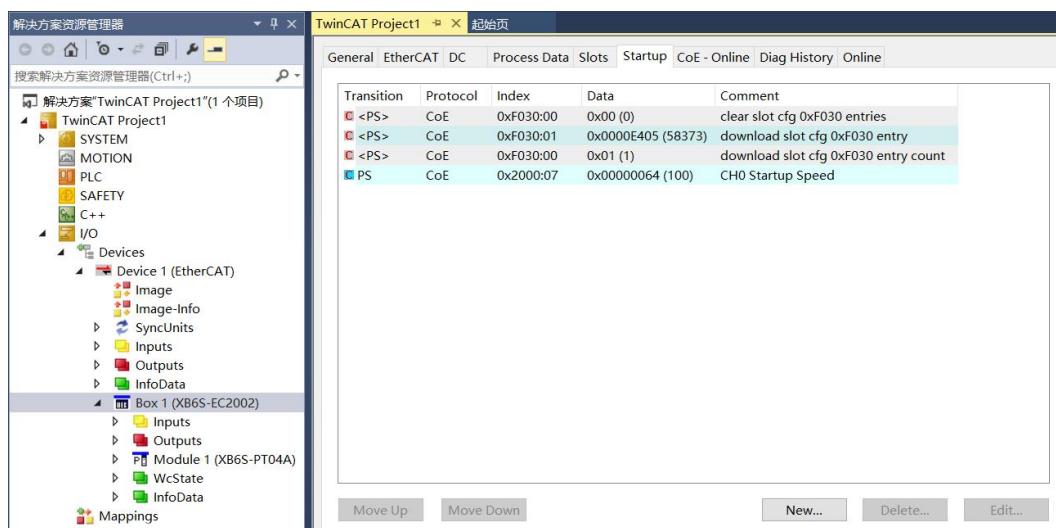 解决方案资源管理器
搜索解决方案资源管理器(Ctrl+;)
解决方案"TwinCAT Project1"(1 个项目)
TwinCAT Project1
SYSTEM
MOTION
PLC
SAFETY
C++
I/O
Devices
Device 1 (EtherCAT)
Image
Image-Info
SyncUnits
Inputs
Outputs
InfoData
Box 1 (XB6S-EC2002)
Inputs
Outputs
Module 1 (XB6S-PT04A)
WcState
InfoData
Mappings
TwinCAT Project1 起始页
General EtherCAT DC Process Data Slots Startup CoE - Online Diag History Online
Transition Protocol Index Data Comment
C <PS> CoE 0xF030:00 0x00 (0) clear slot cfg 0xF030 entries
C <PS> CoE 0xF030:01 0x0000E405 (58373) download slot cfg 0xF030 entry
C <PS> CoE 0xF030:00 0x01 (1) download slot cfg 0xF030 entry count
C PS CoE 0x2000:07 0x00000064 (100) CH0 Startup Speed
Move Up Move Down New... Delete... Edit...